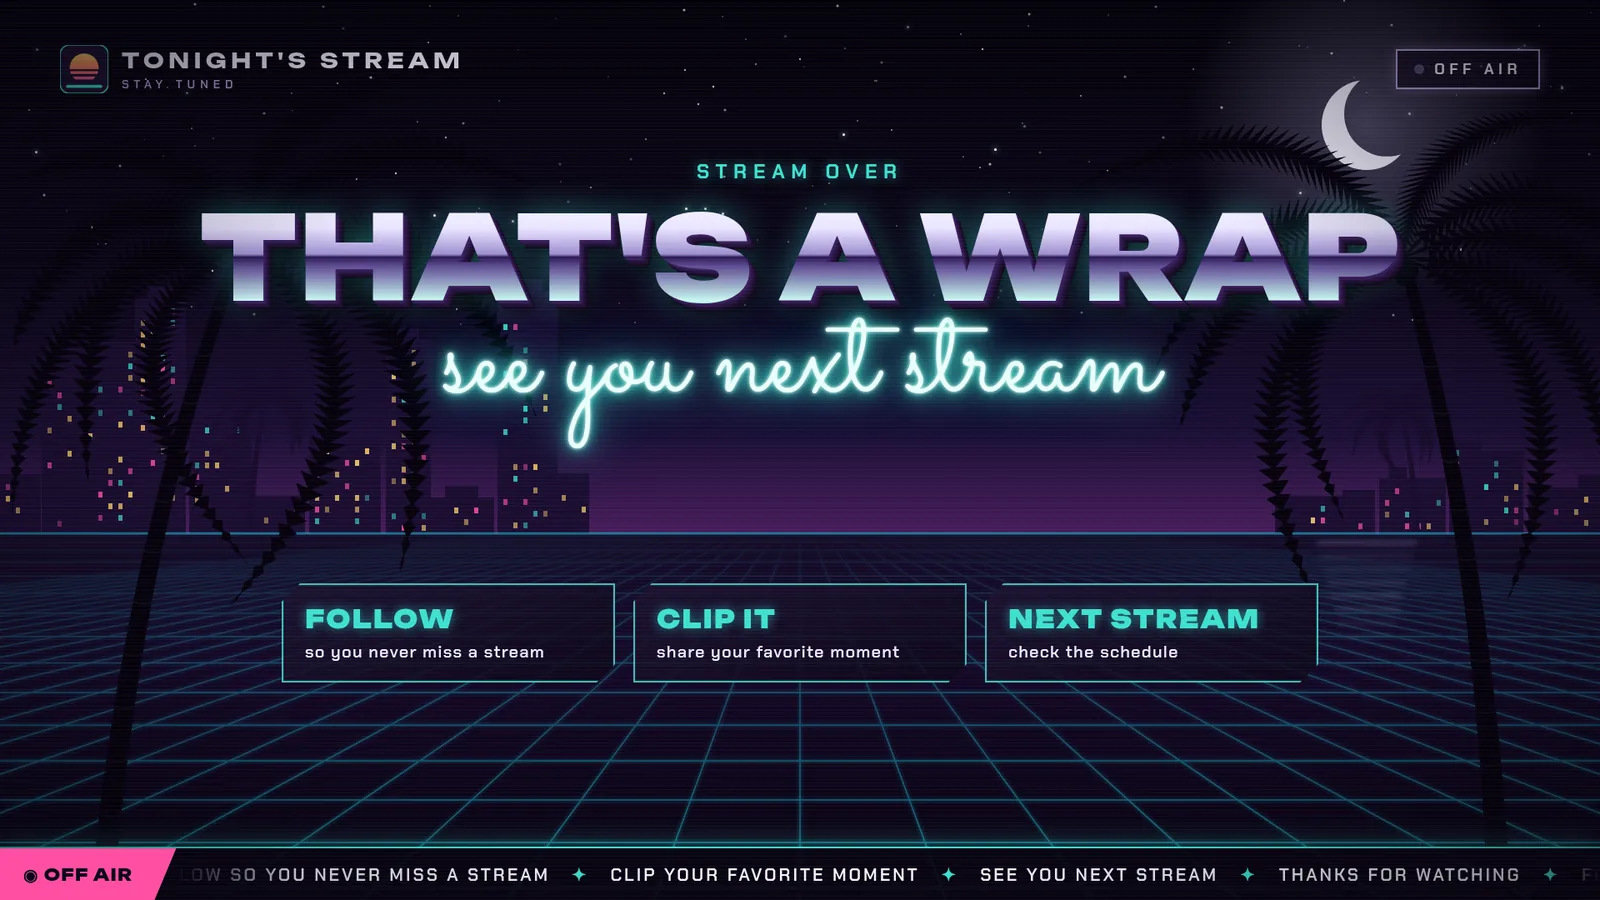 TONIGHT'S STREAM
STAY TUNED
OFF AIR
STREAM OVER
THAT'S A WRAP
see you next stream
FOLLOW
so you never miss a stream
CLIP IT
share your favorite moment
NEXT STREAM
check the schedule
OFF AIR
LOW SO YOU NEVER MISS A STREAM ✦ CLIP YOUR FAVORITE MOMENT ✦ SEE YOU NEXT STREAM ✦ THANKS FOR WATCHING ✦